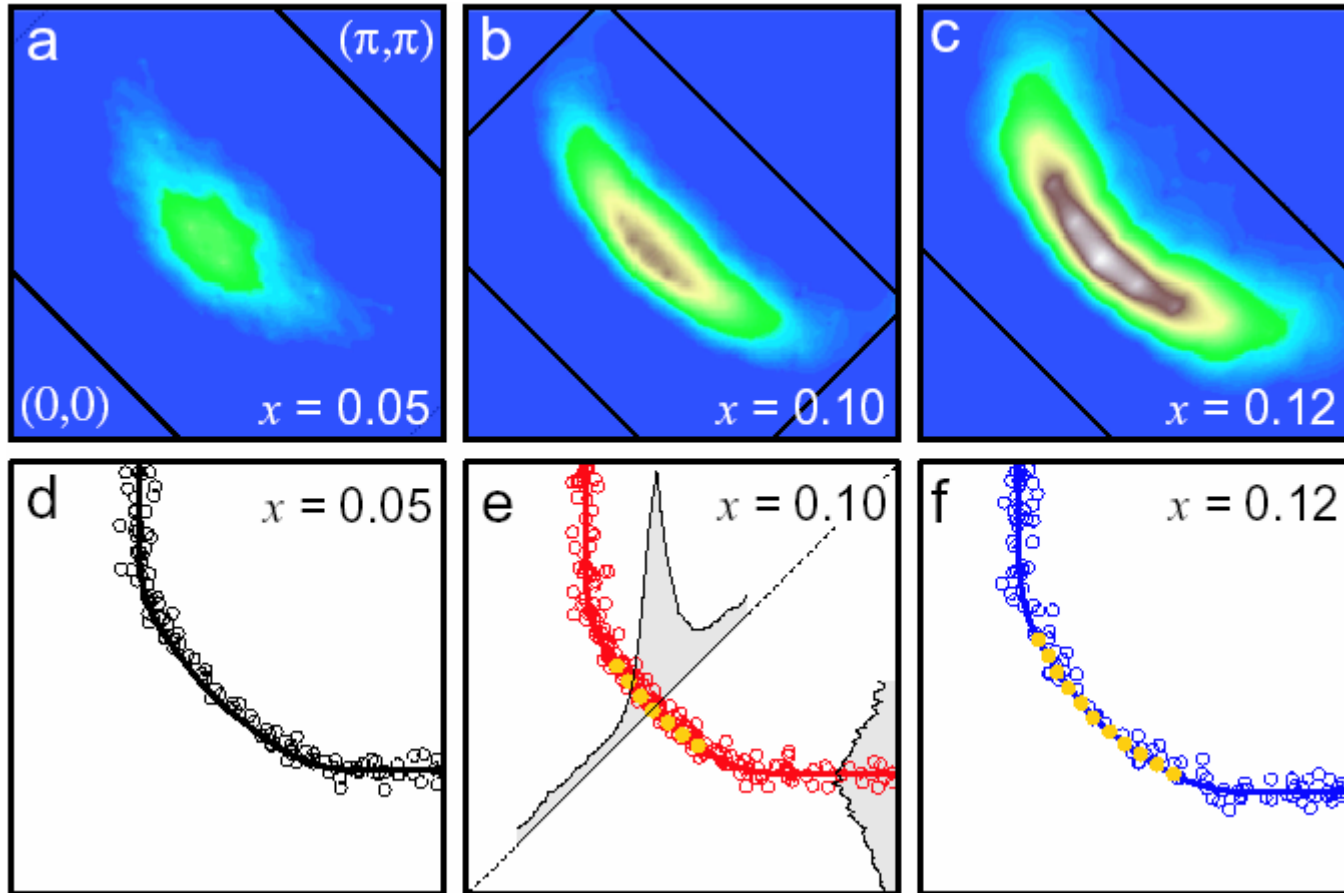 a
(π,π)
(0,0)
x = 0.05
b
x = 0.10
c
x = 0.12
d
x = 0.05
e
x = 0.10
f
x = 0.12